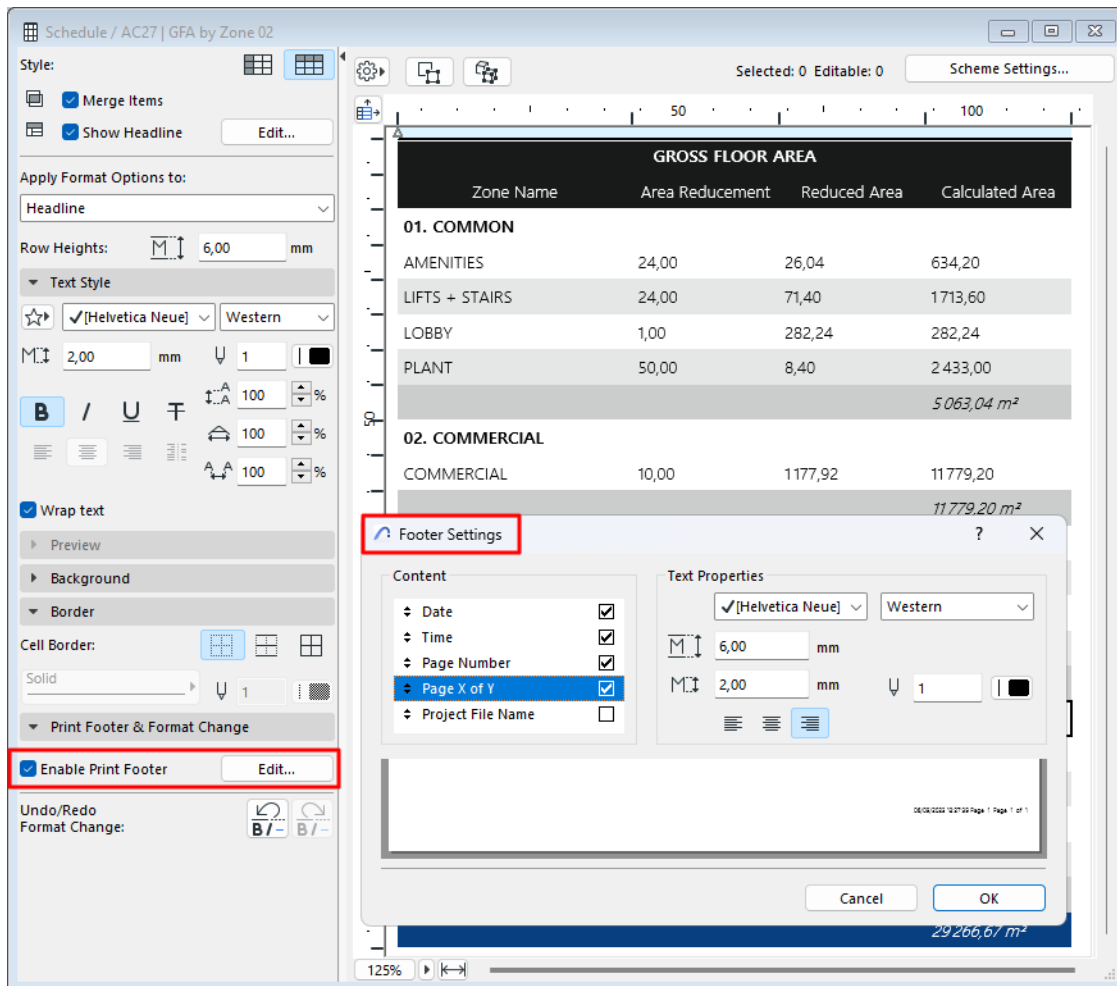 Schedule / AC27 | GFA by Zone 02
Style:
Merge Items
Show Headline
Edit...
Apply Format Options to:
Headline
Row Heights:
M
6,00
mm
Text Style
[Helvetica Neue]
Western
M
2,00
mm
1
B
I
U
T
A
A
100
%
100
%
A
A
100
%
Wrap text
Preview
Background
Border
Cell Border:
Solid
1
Print Footer & Format Change
Enable Print Footer
Edit...
Undo/Redo
Format Change:
B/-
B/-
Selected: 0 Editable: 0
Scheme Settings...
50
100
50
GROSS FLOOR AREA
Zone Name Area Reducement Reduced Area Calculated Area
01. COMMON
AMENITIES 24,00 26,04 634,20
LIFTS + STAIRS 24,00 71,40 1713,60
LOBBY 1,00 282,24 282,24
PLANT 50,00 8,40 2 433,00
5 063,04 m²
02. COMMERCIAL
COMMERCIAL 10,00 1177,92 11 779,20
11 779,20 m²
Footer Settings
?
Content
Date
Time
Page Number
Page X of Y
Project File Name
Text Properties
[Helvetica Neue]
Western
M
6,00
mm
M
2,00
mm
1
Page 1 Page 1 of 1
Cancel
OK
29 266,67 m²
125%